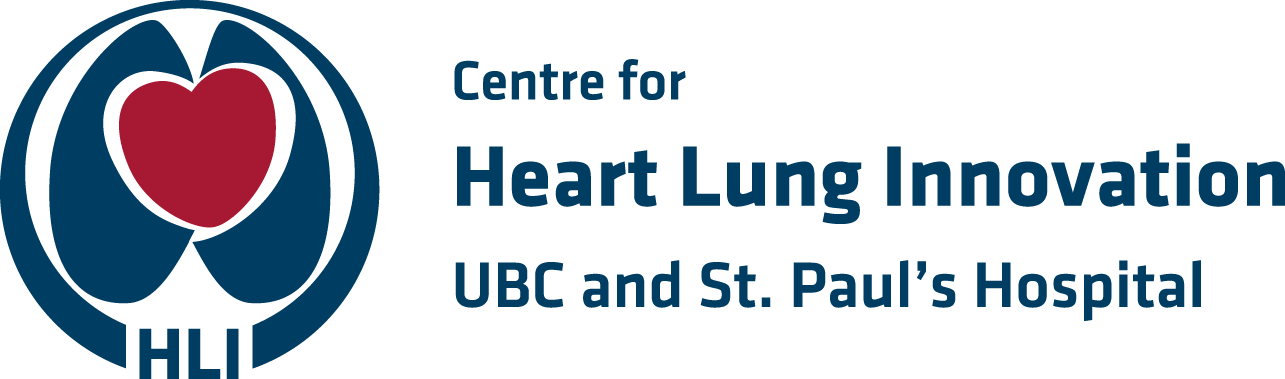 HLI
Centre for
Heart Lung Innovation
UBC and St. Paul’s Hospital